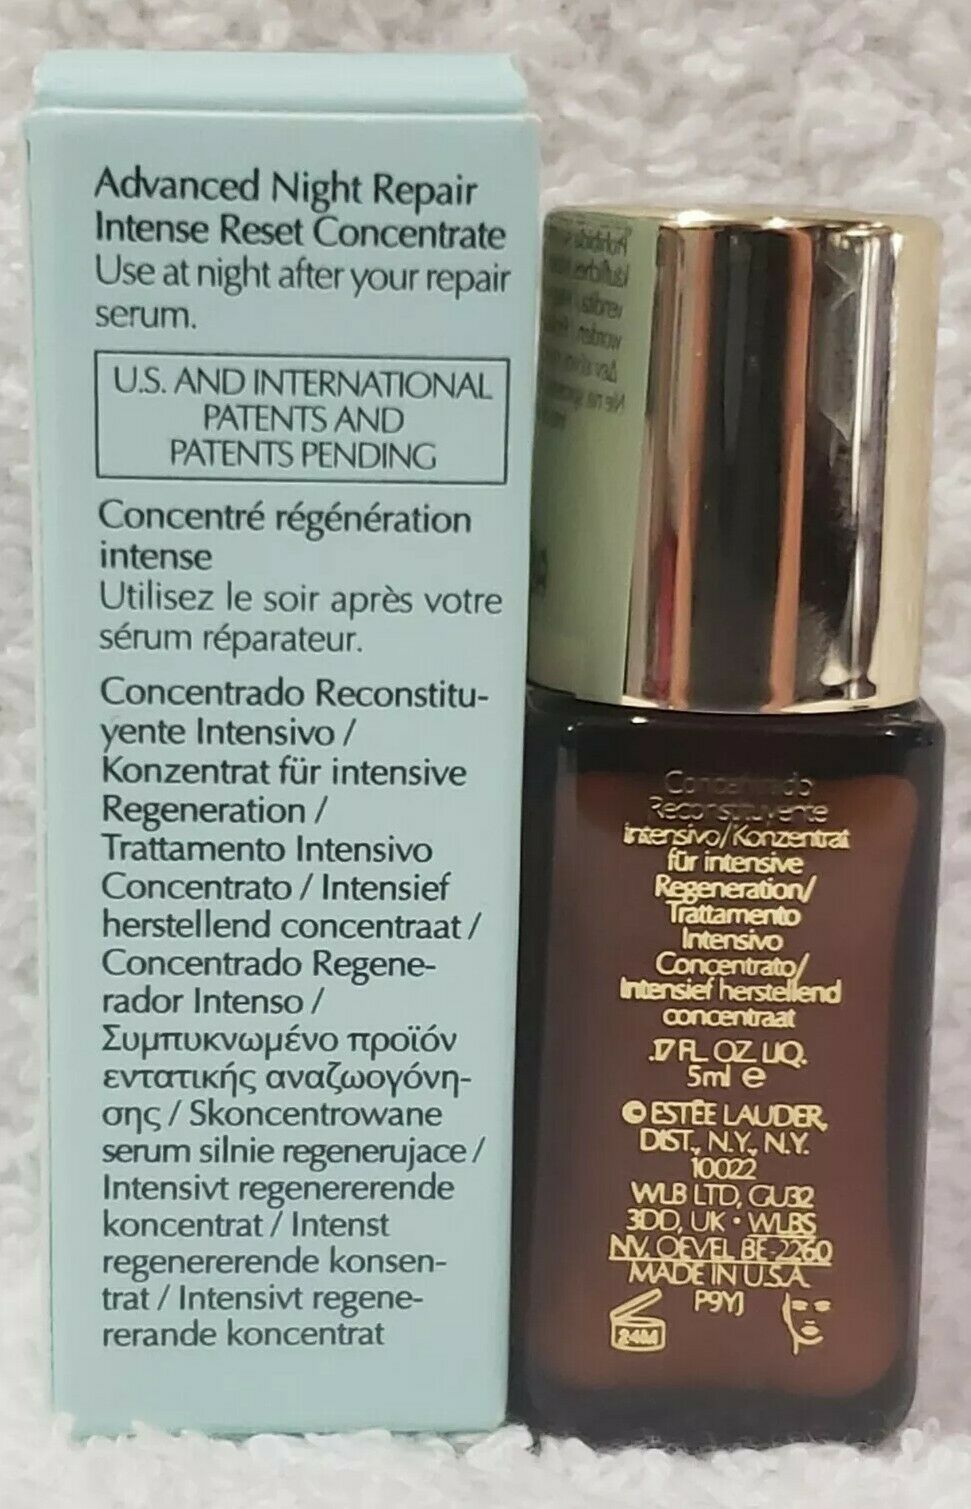 Advanced Night Repair
Intense Reset Concentrate
Use at night after your repair
serum.
U.S. AND INTERNATIONAL
PATENTS AND
PATENTS PENDING
Concentré régénération
intense
Utilisez le soir après votre
sérum réparateur.
Concentrado Reconstitu-
yente Intensivo /
Konzentrat für intensive
Regeneration /
Trattamento Intensivo
Concentrato / Intensief
herstellend concentraat /
Concentrado Regene-
rador Intenso /
Συμπυκνωμένο προϊόν
εντατικής αναζωογόνη-
σης / Skoncentrowane
serum silnie regenerujace /
Intensivt regenererende
koncentrat / Intenst
regenererende konsen-
trat / Intensivt regene-
rerande koncentrat
Concentrado
Reconstituyente
Intensivo/Konzentrat
für intensive
Regeneration/
Trattamento
Intensivo
Concentrato/
Intensief herstellend
concentraat
.17 FL. OZ. LIQ.
5ml e
© ESTĒE LAUDER,
DIST., N.Y., N.Y.
10022
WLB LTD, GU32
3DD, UK • WLBS
NV. OEVEL BE-2260
MADE IN U.S.A.
P9YJ
24M